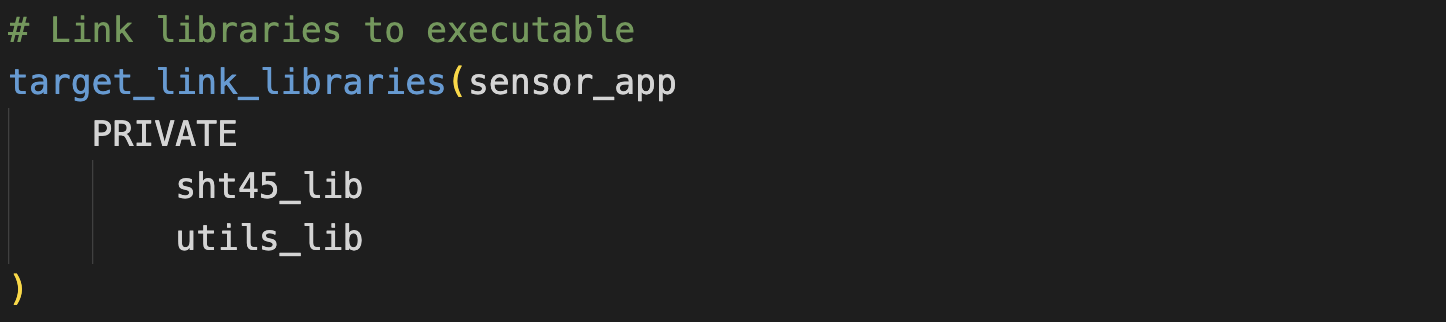 # Link libraries to executable
target_link_libraries(sensor_app
    PRIVATE
        sht45_lib
        utils_lib
)